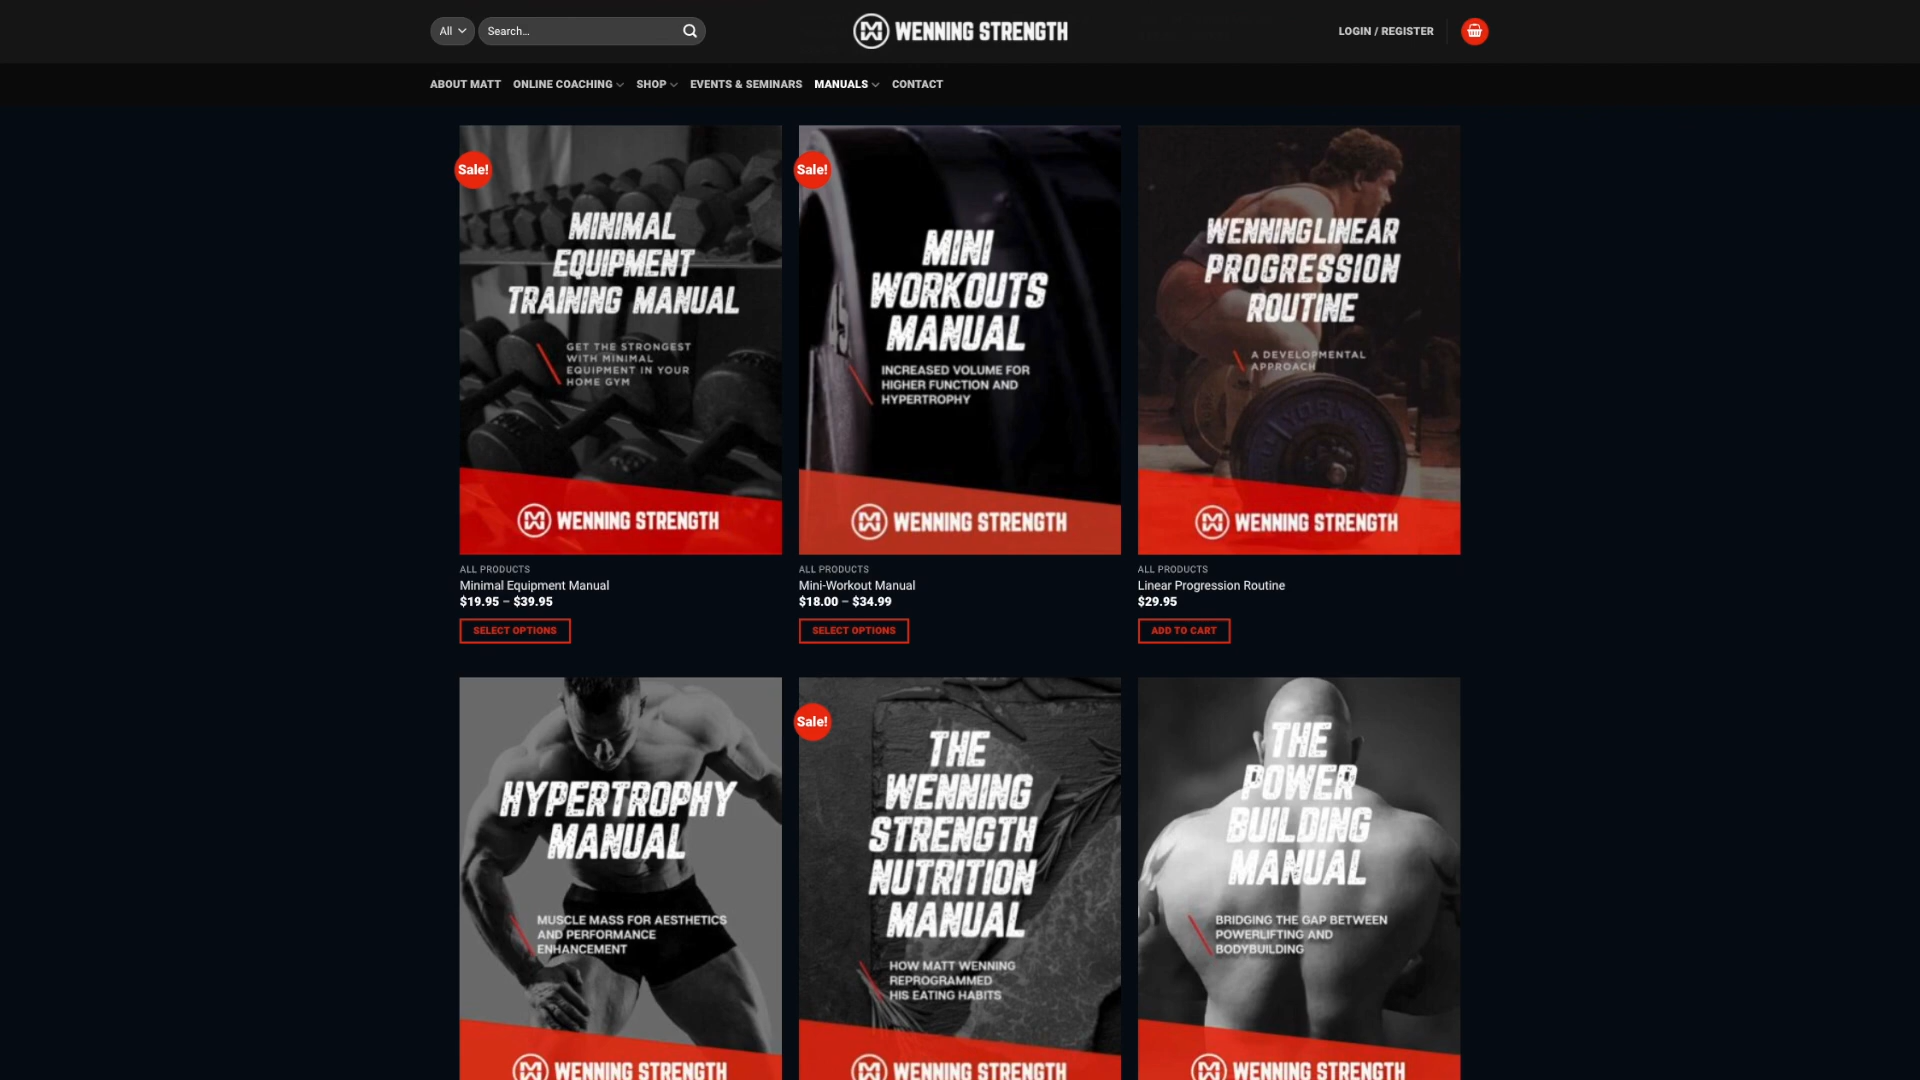 All
Search…
WENNING STRENGTH
LOGIN / REGISTER
ABOUT MATT
ONLINE COACHING
SHOP
EVENTS & SEMINARS
MANUALS
CONTACT
Sale!
MINIMAL
EQUIPMENT
TRAINING MANUAL
GET THE STRONGEST
WITH MINIMAL
EQUIPMENT IN YOUR
HOME GYM
WENNING STRENGTH
ALL PRODUCTS
Minimal Equipment Manual
$19.95 – $39.95
SELECT OPTIONS
Sale!
MINI
WORKOUTS
MANUAL
INCREASED VOLUME FOR
HIGHER FUNCTION AND
HYPERTROPHY
WENNING STRENGTH
ALL PRODUCTS
Mini-Workout Manual
$18.00 – $34.99
SELECT OPTIONS
WENNING LINEAR
PROGRESSION
ROUTINE
A DEVELOPMENTAL
APPROACH
YORK
WENNING STRENGTH
ALL PRODUCTS
Linear Progression Routine
$29.95
ADD TO CART
HYPERTROPHY
MANUAL
MUSCLE MASS FOR AESTHETICS
AND PERFORMANCE
ENHANCEMENT
WENNING STRENGTH
Sale!
THE
WENNING
STRENGTH
NUTRITION
MANUAL
HOW MATT WENNING
REPROGRAMMED
HIS EATING HABITS
WENNING STRENGTH
THE
POWER
BUILDING
MANUAL
BRIDGING THE GAP BETWEEN
POWERLIFTING AND
BODYBUILDING
WENNING STRENGTH